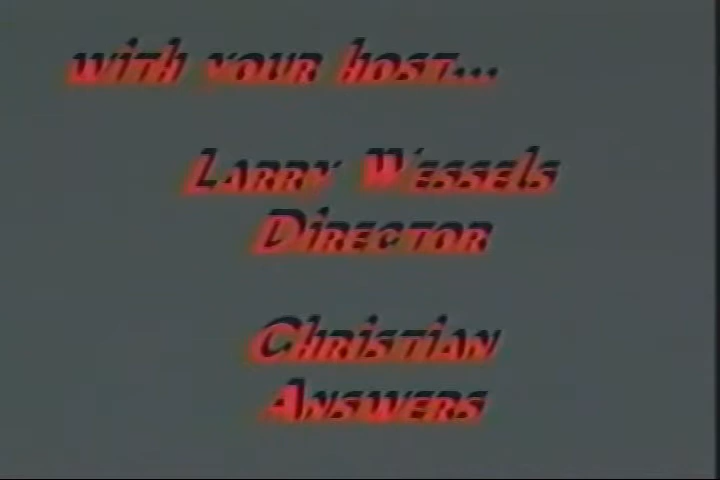 with your host...
Larry Wessels
Director
Christian
Answers